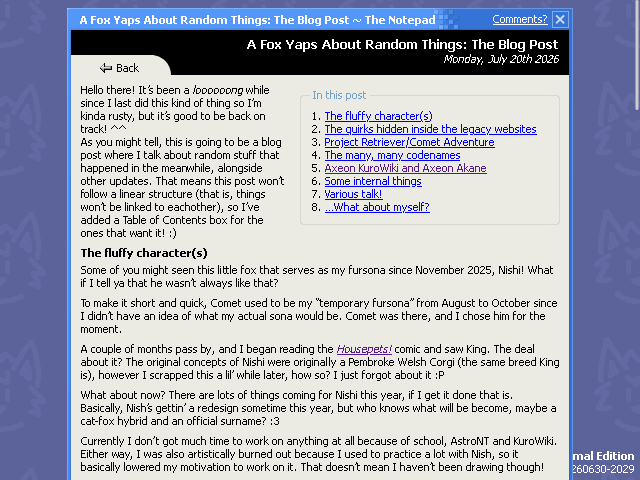 A Fox Yaps About Random Things: The Blog Post ~ The Notepad
Comments?
A Fox Yaps About Random Things: The Blog Post
Monday, July 20th 2026
Back
Hello there! It's been a loooooong while
since I last did this kind of thing so I'm
kinda rusty, but it's good to be back on
track! ^^
As you might tell, this is going to be a blog
post where I talk about random stuff that
happened in the meanwhile, alongside
other updates. That means this post won't
follow a linear structure (that is, things
won't be linked to eachother), so I've
added a Table of Contents box for the
ones that want it! :)
In this post
1. The fluffy character(s)
2. The quirks hidden inside the legacy websites
3. Project Retriever/Comet Adventure
4. The many, many codenames
5. Axeon KuroWiki and Axeon Akane
6. Some internal things
7. Various talk!
8. ...What about myself?
The fluffy character(s)
Some of you might seen this little fox that serves as my fursona since November 2025, Nishi! What
if I tell ya that he wasn't always like that?
To make it short and quick, Comet used to be my "temporary fursona" from August to October since
I didn't have an idea of what my actual sona would be. Comet was there, and I chose him for the
moment.
A couple of months pass by, and I began reading the Housepets! comic and saw King. The deal
about it? The original concepts of Nishi were originally a Pembroke Welsh Corgi (the same breed King
is), however I scrapped this a lil' while later, how so? I just forgot about it :P
What about now? There are lots of things coming for Nishi this year, if I get it done that is.
Basically, Nish's gettin' a redesign sometime this year, but who knows what will be become, maybe a
cat-fox hybrid and an official surname? :3
Currently I don't got much time to work on anything at all because of school, AstroNT and KuroWiki.
Either way, I was also artistically burned out because I used to practice a lot with Nish, so it
basically lowered my motivation to work on it. That doesn't mean I haven't been drawing though!
mal Edition
260630-2029